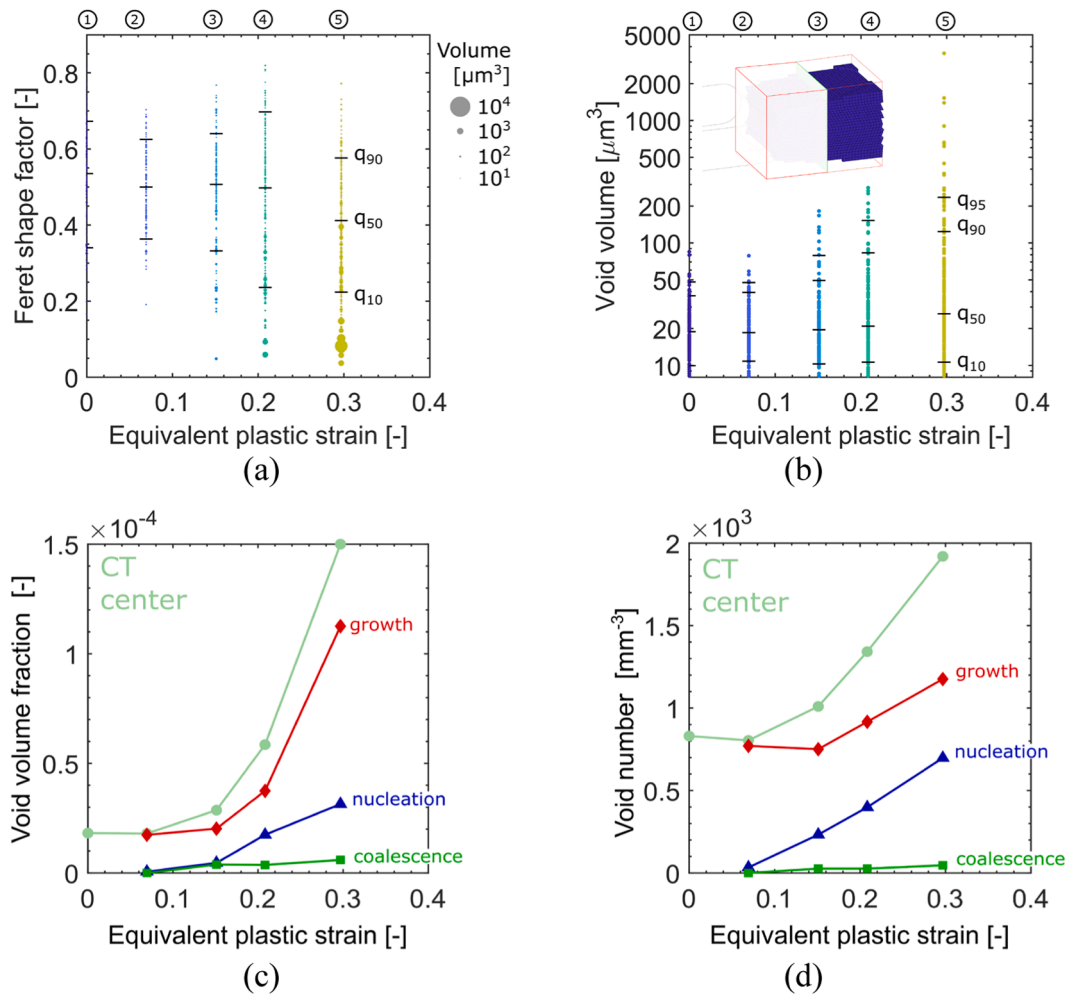 ① ② ③ ④ ⑤
Feret shape factor [-]
0.8
0.6
0.4
0.2
0
0 0.1 0.2 0.3 0.4
Equivalent plastic strain [-]
q90
q50
q10
Volume
[μm³]
10⁴
10³
10²
10¹
(a)
① ② ③ ④ ⑤
Void volume [μm³]
5000
2000
1000
500
200
100
50
20
10
0 0.1 0.2 0.3 0.4
Equivalent plastic strain [-]
q95
q90
q50
q10
(b)
×10⁻⁴
Void volume fraction [-]
1.5
1
0.5
0
0 0.1 0.2 0.3 0.4
Equivalent plastic strain [-]
CT
center
growth
nucleation
coalescence
(c)
×10³
Void number [mm⁻³]
2
1.5
1
0.5
0
0 0.1 0.2 0.3 0.4
Equivalent plastic strain [-]
CT
center
growth
nucleation
coalescence
(d)